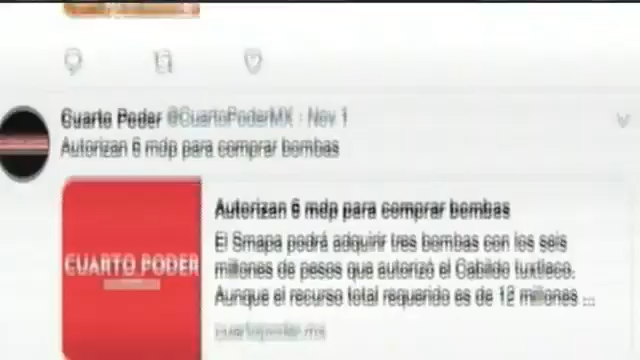 Cuarto Poder @CuartoPoderMX · Nov 1
Autorizan 6 mdp para comprar bombas
CUARTO PODER
Autorizan 6 mdp para comprar bombas
El Smapa podrá adquirir tres bombas con los seis
millones de pesos que autorizó el Cabildo tuxtleco.
Aunque el recurso total requerido es de 12 millones ...
cuartopoder.mx